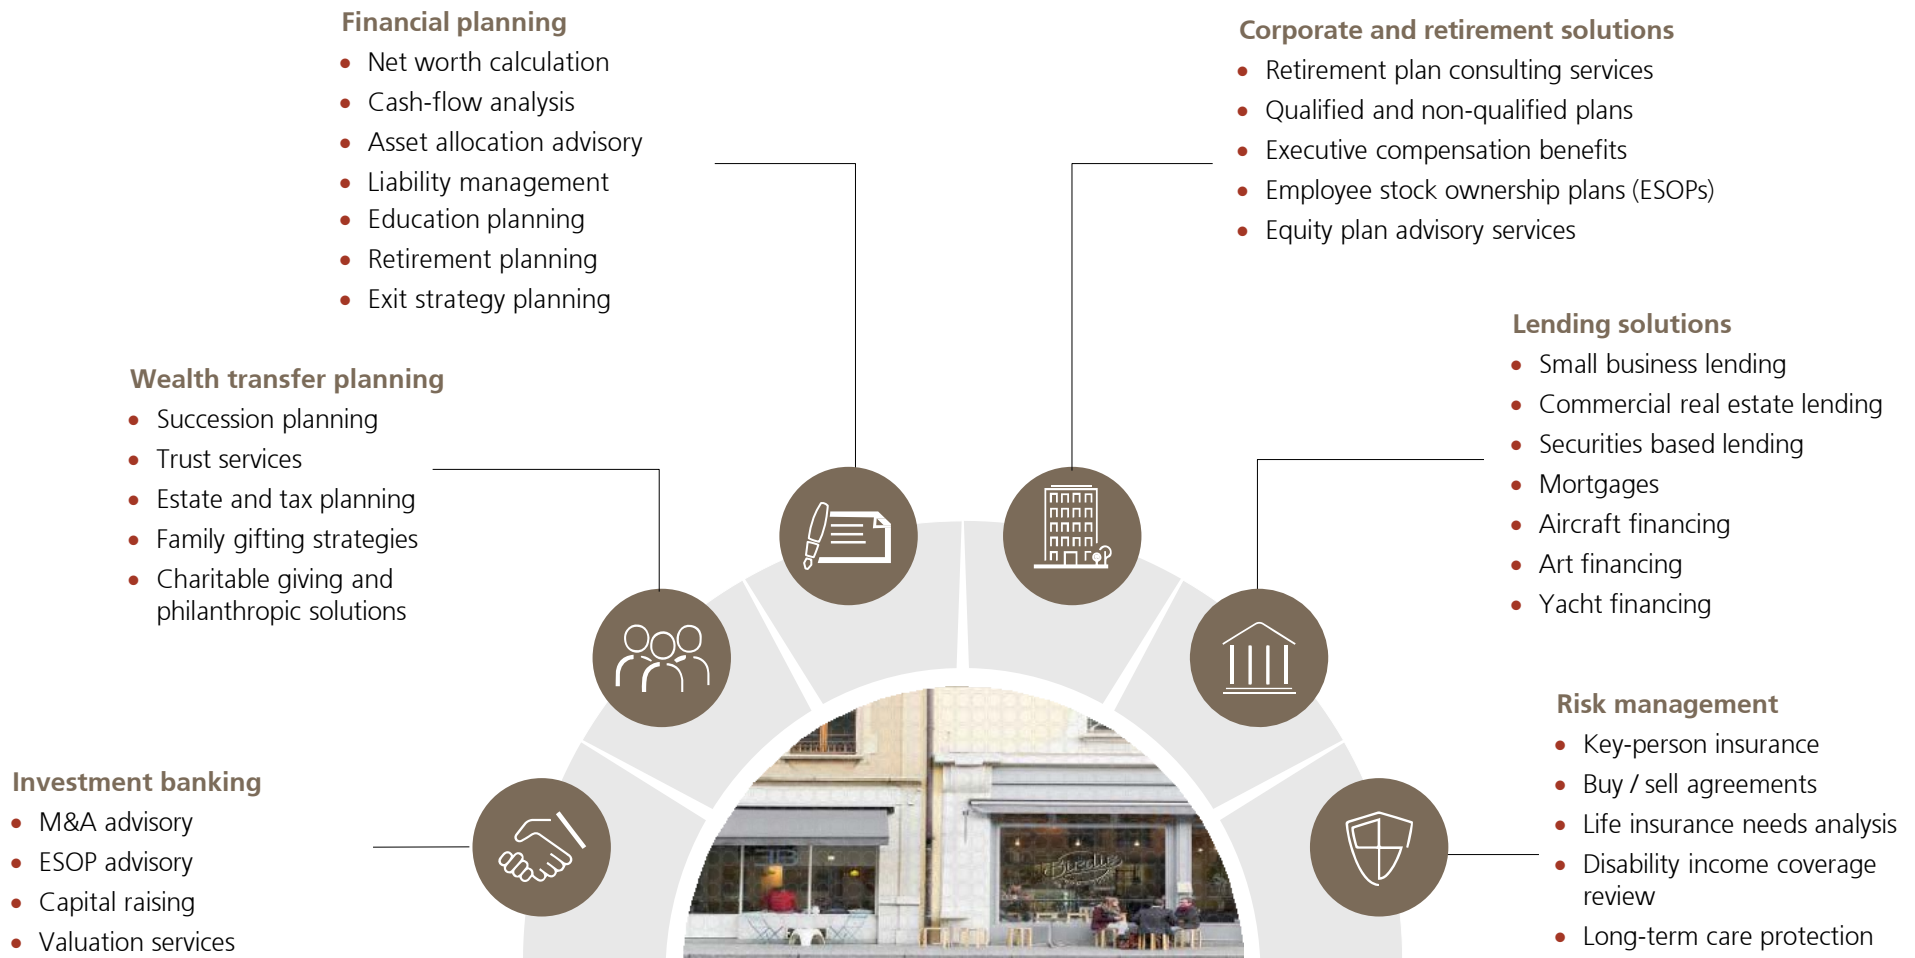 Financial planning
• Net worth calculation
• Cash-flow analysis
• Asset allocation advisory
• Liability management
• Education planning
• Retirement planning
• Exit strategy planning
Corporate and retirement solutions
• Retirement plan consulting services
• Qualified and non-qualified plans
• Executive compensation benefits
• Employee stock ownership plans (ESOPs)
• Equity plan advisory services
Wealth transfer planning
• Succession planning
• Trust services
• Estate and tax planning
• Family gifting strategies
• Charitable giving and
philanthropic solutions
Lending solutions
• Small business lending
• Commercial real estate lending
• Securities based lending
• Mortgages
• Aircraft financing
• Art financing
• Yacht financing
Investment banking
• M&A advisory
• ESOP advisory
• Capital raising
• Valuation services
Risk management
• Key-person insurance
• Buy / sell agreements
• Life insurance needs analysis
• Disability income coverage
review
• Long-term care protection
Birdie